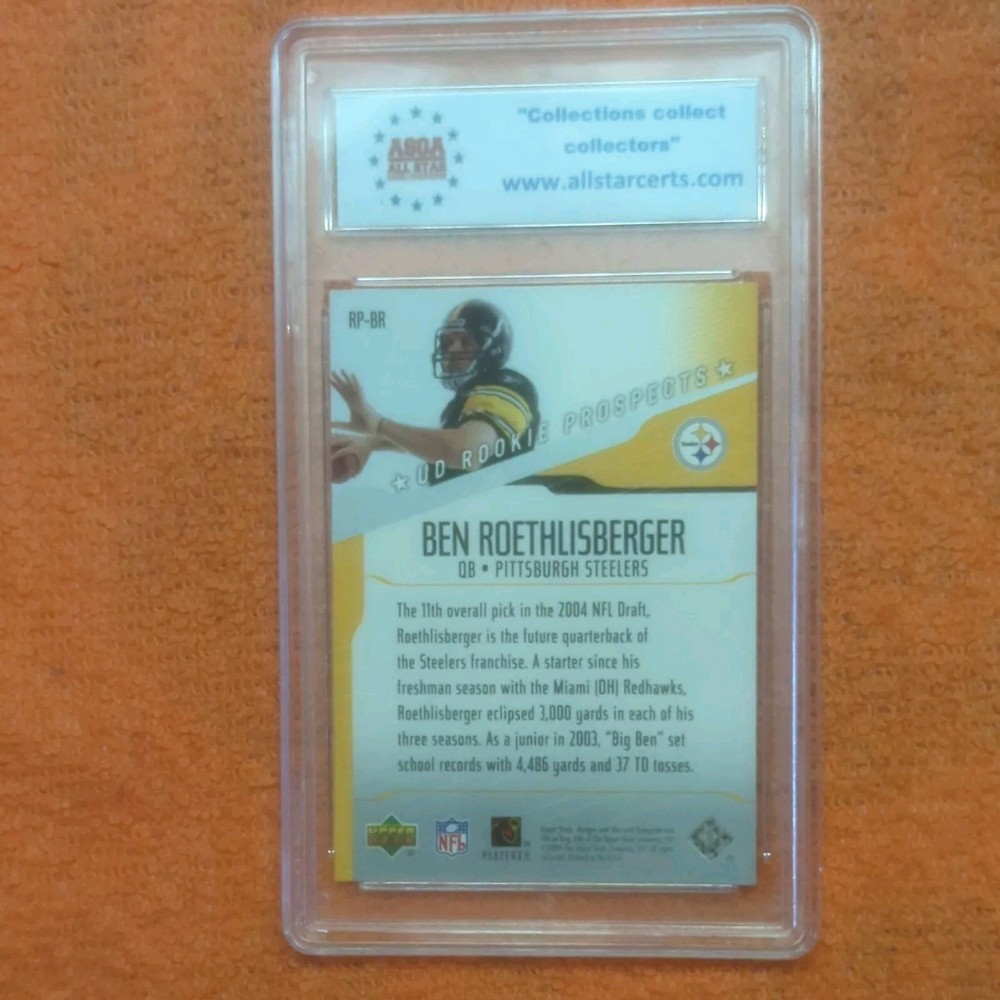 ASGA
ALL STAR
"Collections collect
collectors"
www.allstarcerts.com
RP-BR
UD ROOKIE PROSPECTS
Steelers
BEN ROETHLISBERGER
QB • PITTSBURGH STEELERS
The 11th overall pick in the 2004 NFL Draft,
Roethlisberger is the future quarterback of
the Steelers franchise. A starter since his
freshman season with the Miami (OH) Redhawks,
Roethlisberger eclipsed 3,000 yards in each of his
three seasons. As a junior in 2003, "Big Ben" set
school records with 4,486 yards and 37 TD tosses.
UPPER DECK
NFL
PLAYERS